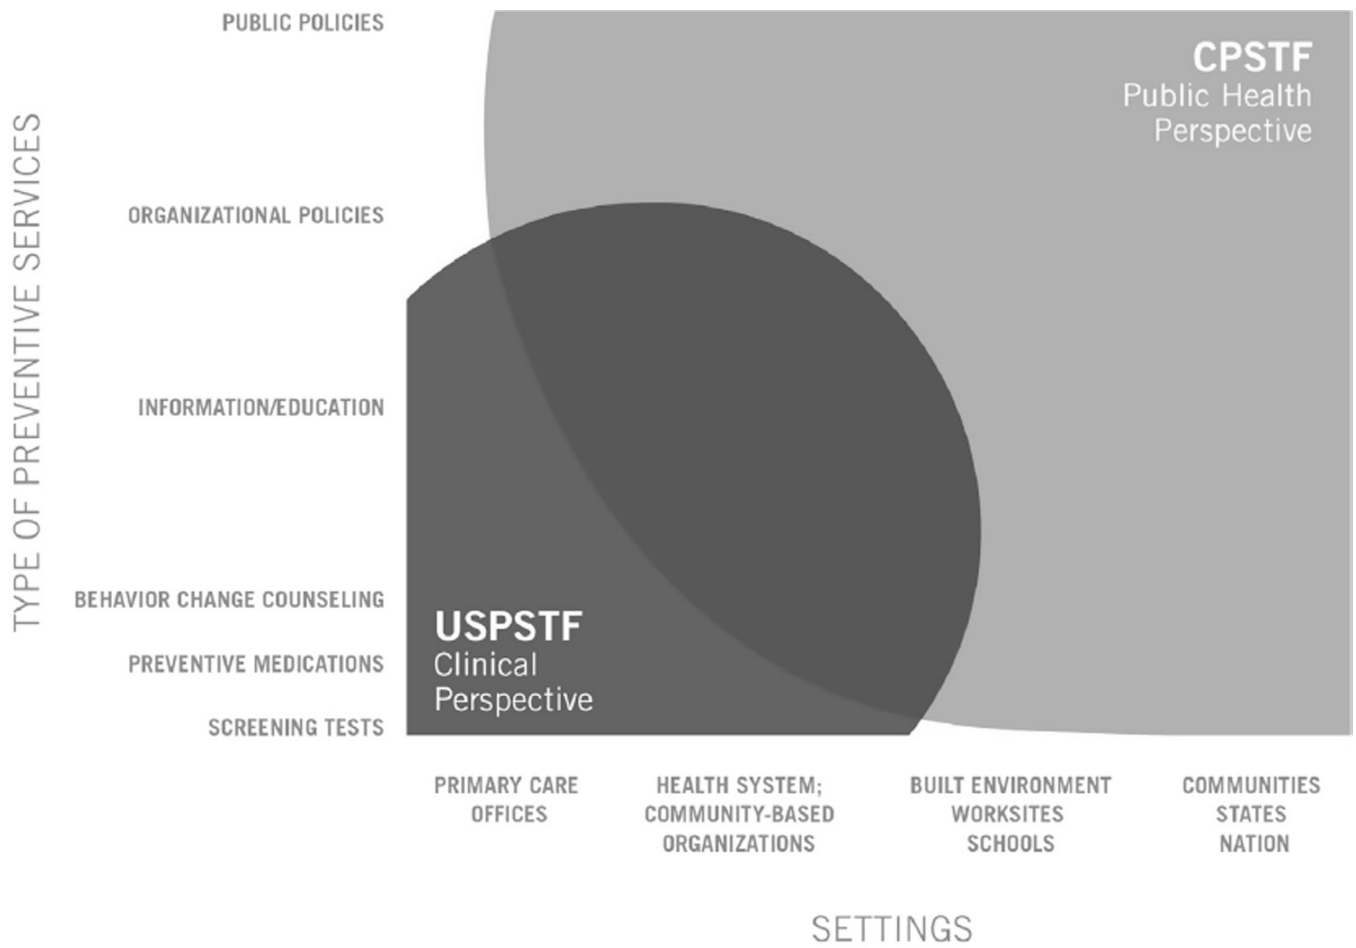 PUBLIC POLICIES
CPSTF
Public Health
Perspective
TYPE OF PREVENTIVE SERVICES
ORGANIZATIONAL POLICIES
INFORMATION/EDUCATION
BEHAVIOR CHANGE COUNSELING
PREVENTIVE MEDICATIONS
SCREENING TESTS
USPSTF
Clinical
Perspective
PRIMARY CARE
OFFICES
HEALTH SYSTEM;
COMMUNITY-BASED
ORGANIZATIONS
BUILT ENVIRONMENT
WORKSITES
SCHOOLS
COMMUNITIES
STATES
NATION
SETTINGS